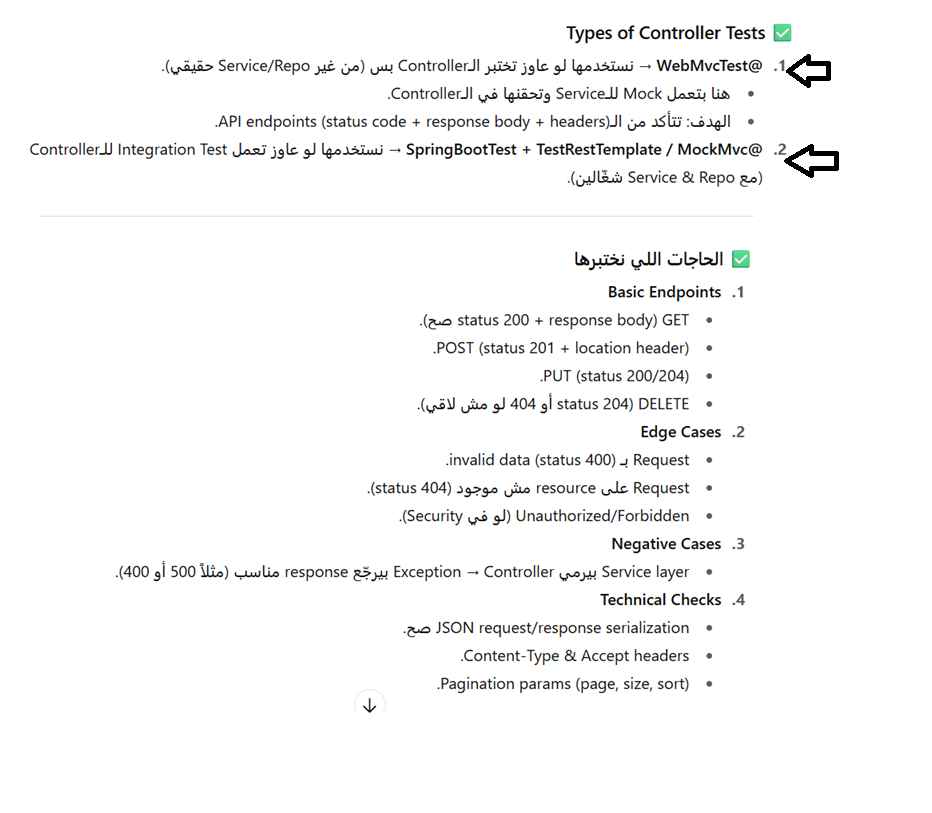 ✅ Types of Controller Tests
1. @WebMvcTest → نستخدمها لو عاوز تختبر الـController بس (من غير Service/Repo حقيقي).
• هنا بتعمل Mock للـService وتحقنها في الـController.
• الهدف: تتأكد من الـAPI endpoints (status code + response body + headers).
2. @SpringBootTest + TestRestTemplate / MockMvc → نستخدمها لو عاوز تعمل Integration Test للـController
(مع Service & Repo شغّالين).
✅ الحاجات اللي نختبرها
1. Basic Endpoints
• GET (status 200 + response body صح).
• POST (status 201 + location header).
• PUT (status 200/204).
• DELETE (status 204 أو 404 لو مش لاقي).
2. Edge Cases
• Request بـ invalid data (status 400).
• Request على resource مش موجود (status 404).
• Unauthorized/Forbidden (لو في Security).
3. Negative Cases
• Service layer بيرمي Exception → Controller بيرجّع response مناسب (مثلاً 500 أو 400).
4. Technical Checks
• JSON request/response serialization صح.
• Content-Type & Accept headers.
• Pagination params (page, size, sort).